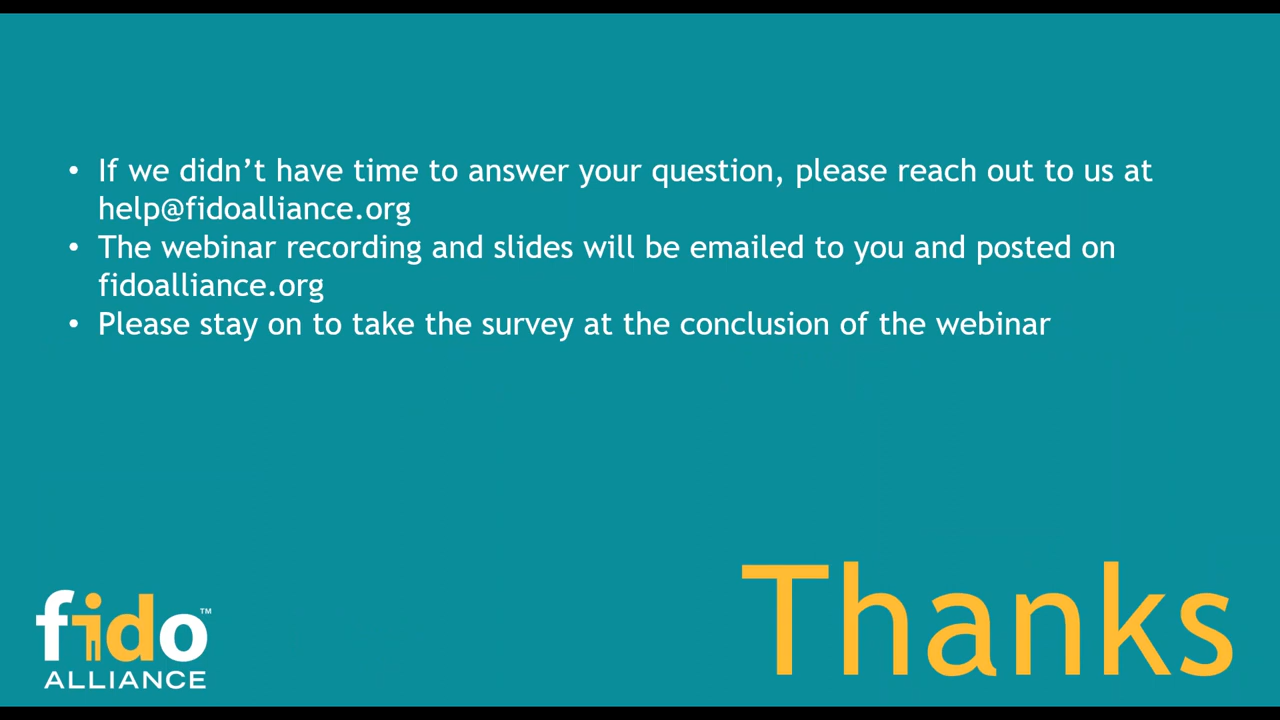 • If we didn’t have time to answer your question, please reach out to us at
help@fidoalliance.org
• The webinar recording and slides will be emailed to you and posted on
fidoalliance.org
• Please stay on to take the survey at the conclusion of the webinar
Thanks
fido™
ALLIANCE